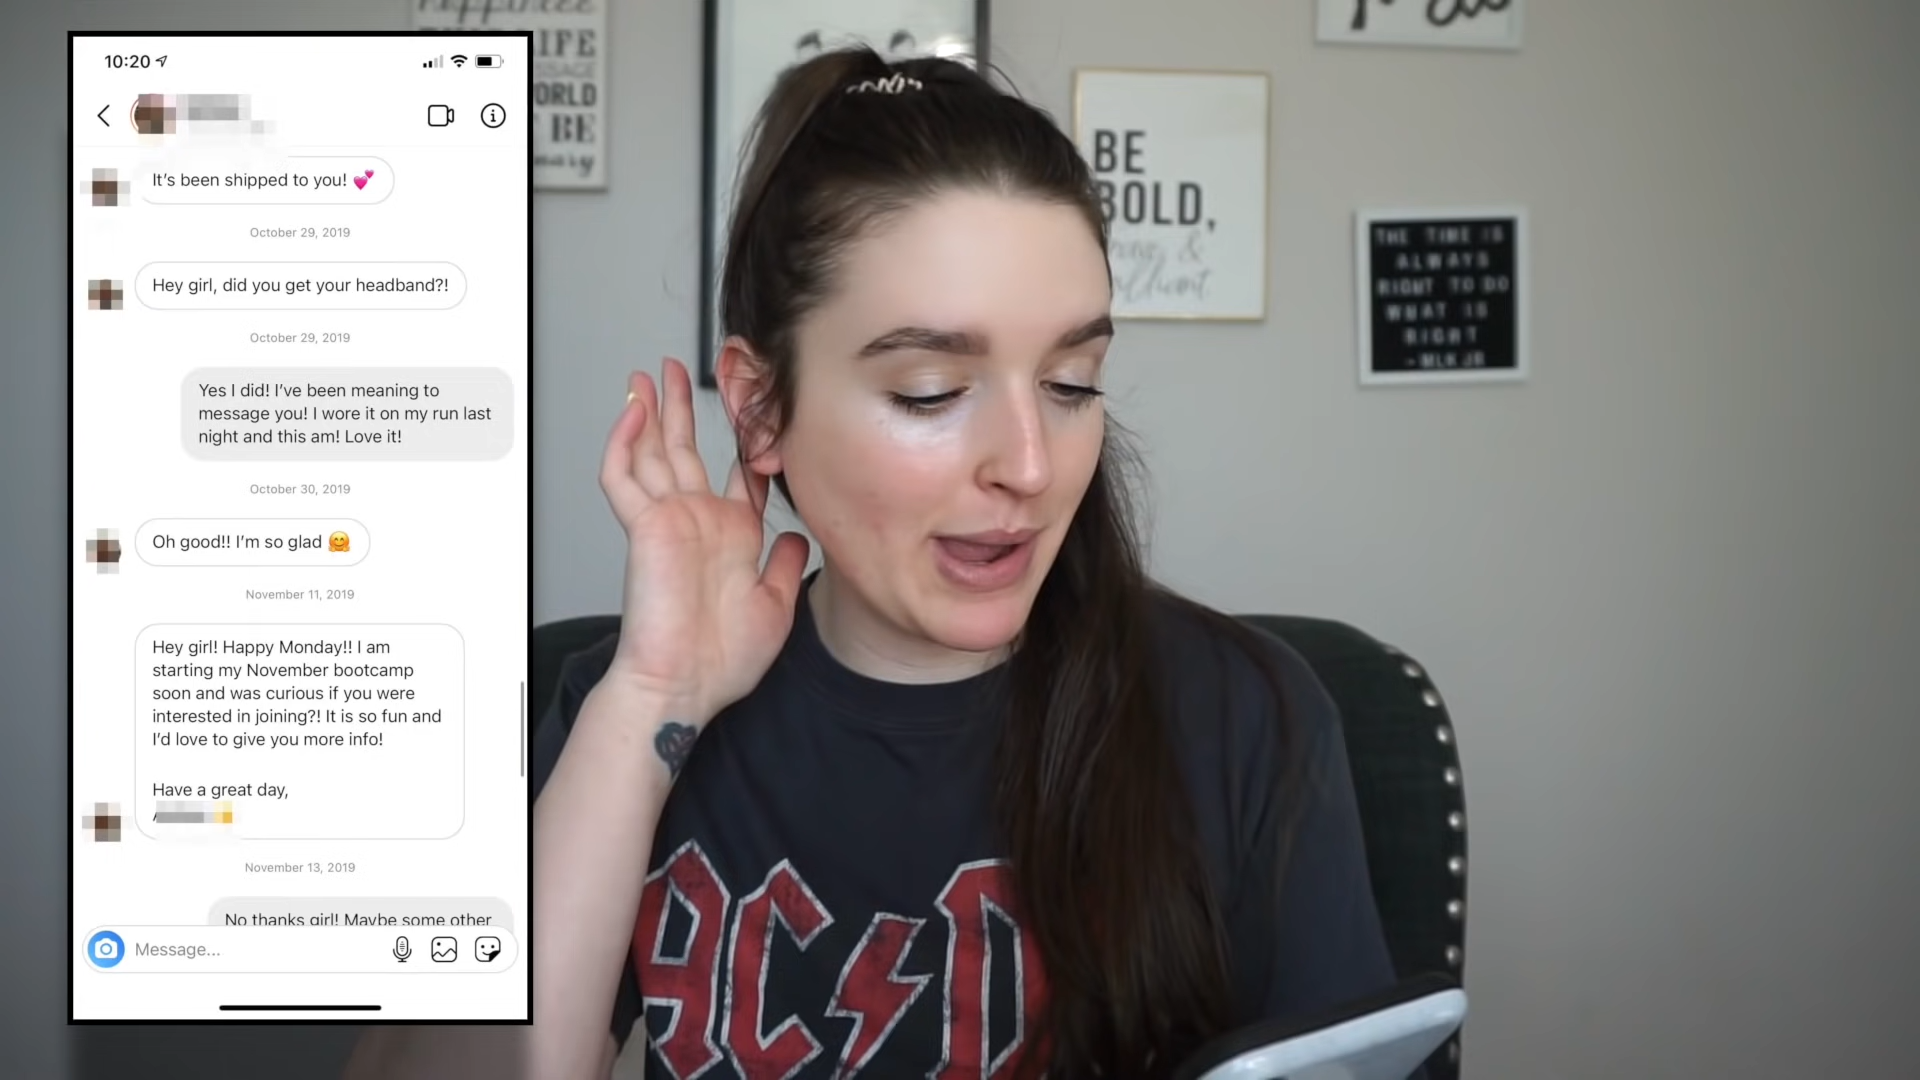 10:20
It's been shipped to you! 💕
October 29, 2019
Hey girl, did you get your headband?!
October 29, 2019
Yes I did! I've been meaning to
message you! I wore it on my run last
night and this am! Love it!
October 30, 2019
Oh good!! I'm so glad 🤗
November 11, 2019
Hey girl! Happy Monday!! I am
starting my November bootcamp
soon and was curious if you were
interested in joining?! It is so fun and
I'd love to give you more info!
Have a great day,
November 13, 2019
No thanks girl! Maybe some other
Message...
happiness
LIFE
ORLD
BE
BE
BOLD,
&
THE TIME IS
ALWAYS
RIGHT TO DO
WHAT IS
RIGHT
-MLK JR
AC⚡D